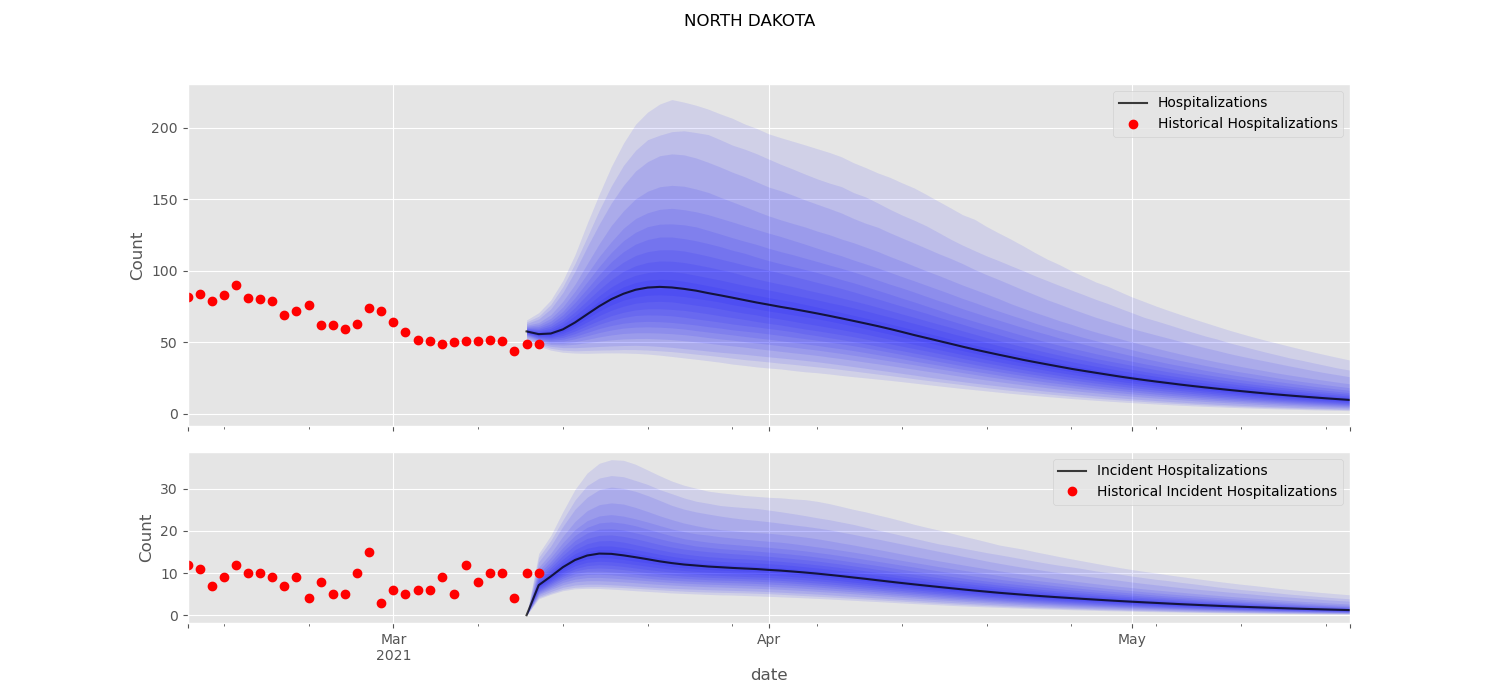 NORTH DAKOTA
Hospitalizations
Historical Hospitalizations
Count
200
150
100
50
0
Incident Hospitalizations
Historical Incident Hospitalizations
Count
30
20
10
0
Mar
2021
Apr
May
date